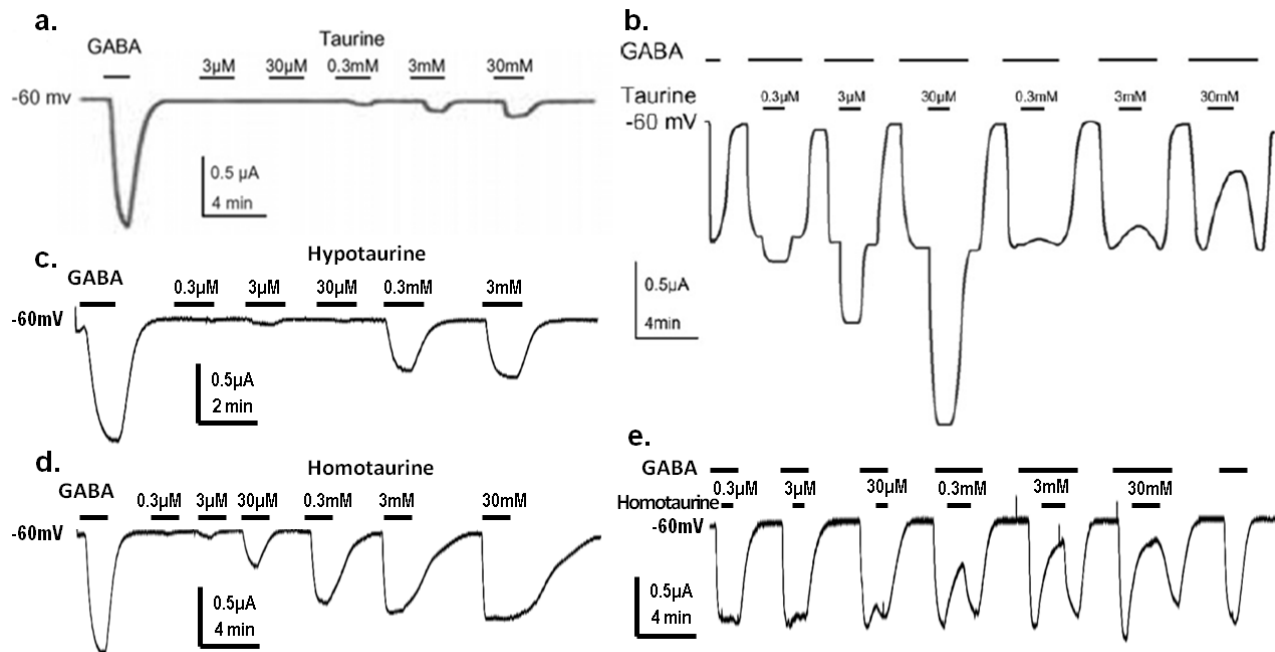 a.
GABA
Taurine
3µM 30µM 0.3mM 3mM 30mM
-60 mv
0.5 µA
4 min
b.
GABA
Taurine 0.3µM 3µM 30µM 0.3mM 3mM 30mM
-60 mV
0.5µA
4min
c.
Hypotaurine
GABA
0.3µM 3µM 30µM 0.3mM 3mM
-60mV
0.5µA
2 min
d.
Homotaurine
GABA
0.3µM 3µM 30µM 0.3mM 3mM 30mM
-60mV
0.5µA
4 min
e.
GABA
0.3µM 3µM 30µM 0.3mM 3mM 30mM
Homotaurine
-60mV
0.5µA
4 min